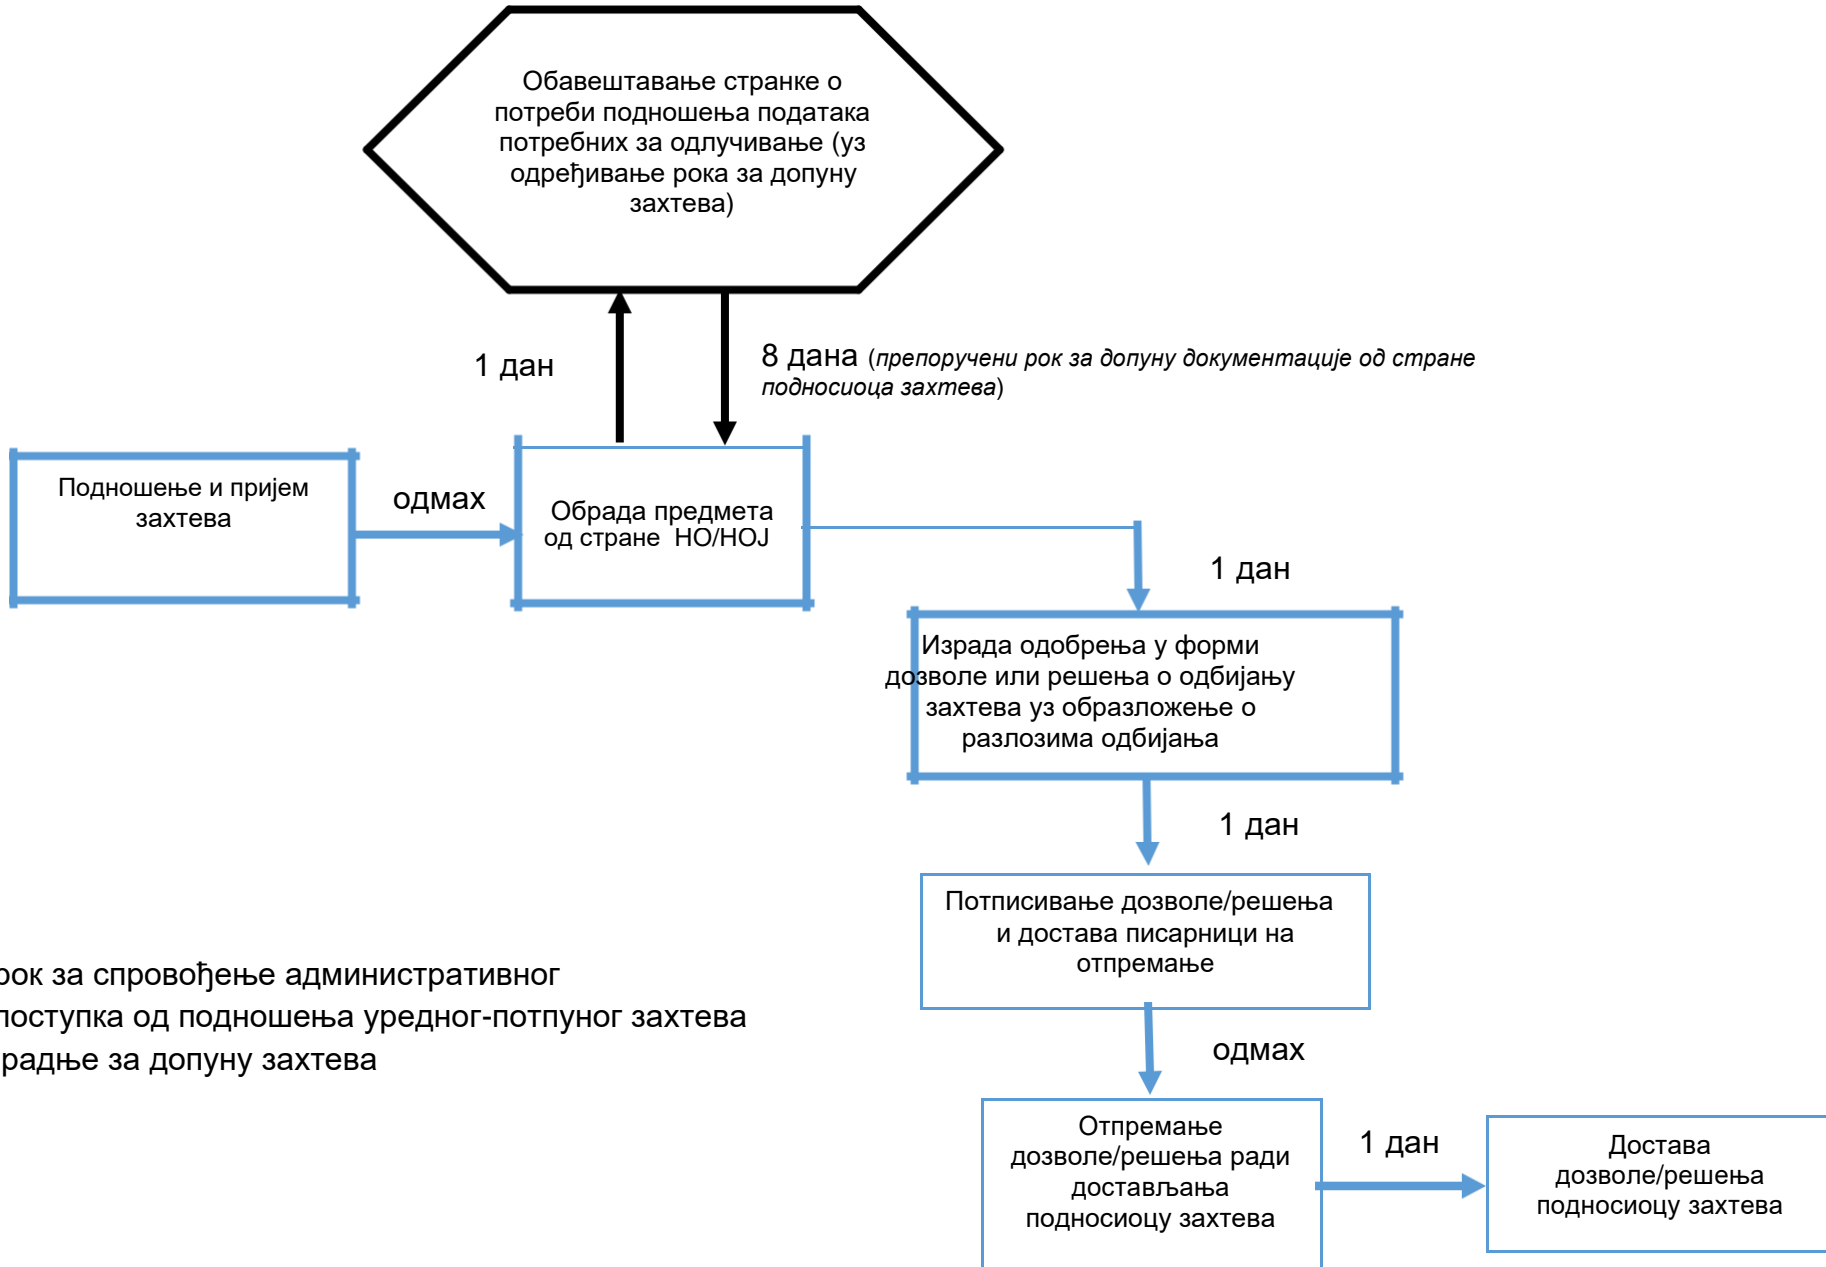 Обавештавање странке о
потреби подношења података
потребних за одлучивање (уз
одређивање рока за допуну
захтева)
1 дан
8 дана (препоручени рок за допуну документације од стране
подносиоца захтева)
Подношење и пријем
захтева
одмах
Обрада предмета
од стране НО/НОЈ
1 дан
Израда одобрења у форми
дозволе или решења о одбијању
захтева уз образложење о
разлозима одбијања
1 дан
Потписивање дозволе/решења
и достава писарници на
отпремање
рок за спровођење административног
поступка од подношења уредног-потпуног захтева
радње за допуну захтева
одмах
Отпремање
дозволе/решења ради
достављања
подносиоцу захтева
1 дан
Достава
дозволе/решења
подносиоцу захтева